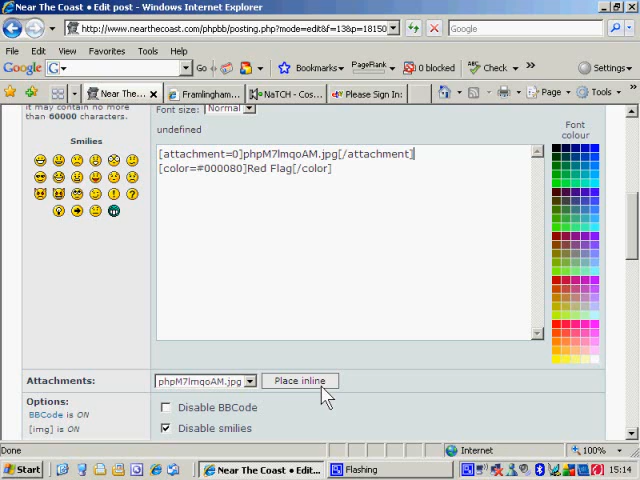 Near The Coast • Edit post - Windows Internet Explorer
http://www.nearthecoast.com/phpbb/posting.php?mode=edit&f=13&p=18150
Google
File Edit View Favorites Tools Help
Google G Go Bookmarks PageRank 0 blocked Check Settings
Near The... Framlingham... NaTCH - Cos... Please Sign In: Page Tools
it may contain no more
than 60000 characters.
Smilies
Font size: Normal
undefined
Font
colour
[attachment=0]phpM7lmqoAM.jpg[/attachment]
[color=#000080]Red Flag[/color]
Attachments: phpM7lmqoAM.jpg Place inline
Options:
BBCode is ON
[img] is ON
Disable BBCode
Disable smilies
Done Internet 100%
Start Near The Coast • Edit... Flashing 15:14